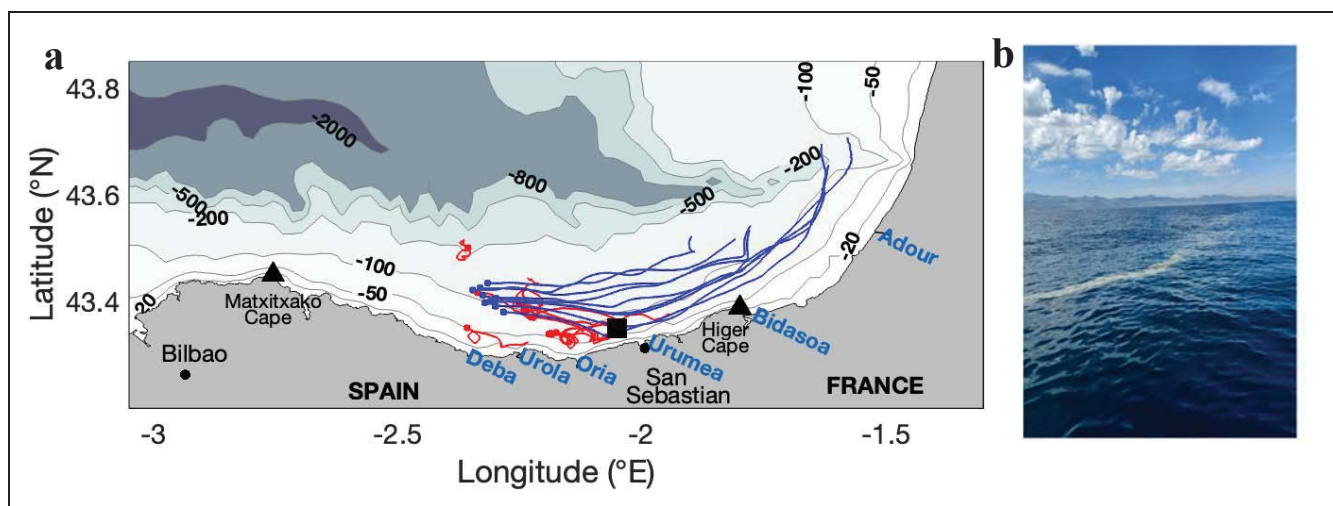 a
b
43.8
43.6
43.4
Latitude (°N)
-100
-50
-2000
-200
-800
-500
-500
-200
-20
Adour
-100
-50
20
Matxitxako
Cape
Higer
Cape
Bidasoa
Bilbao
Deba
Urola
Oria
Urumea
San
Sebastian
SPAIN
FRANCE
-3
-2.5
-2
-1.5
Longitude (°E)